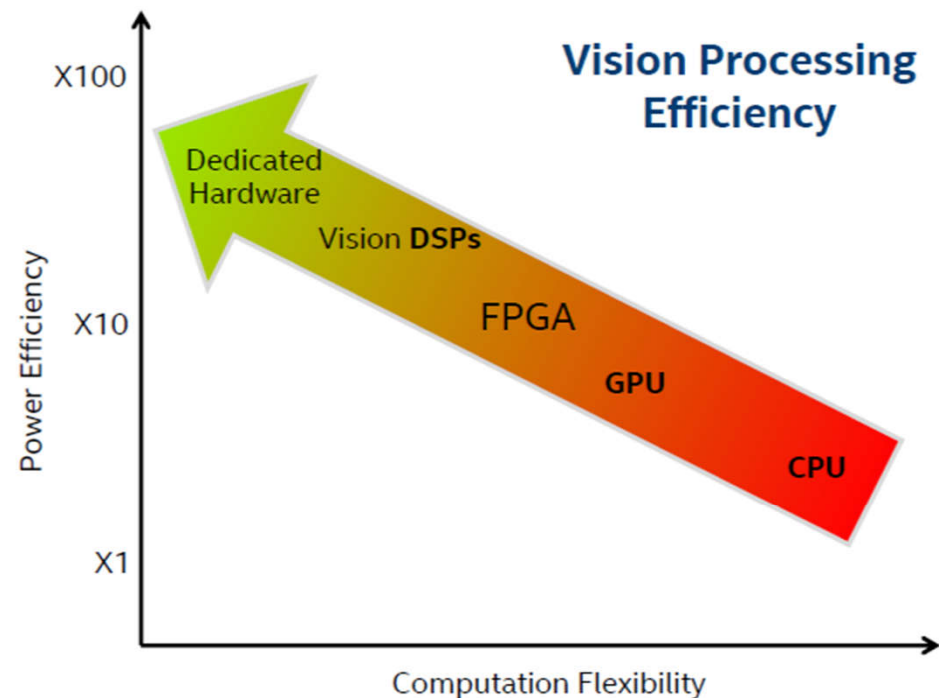 Vision Processing
Efficiency
X100
X10
X1
Power Efficiency
Dedicated
Hardware
Vision DSPs
FPGA
GPU
CPU
Computation Flexibility